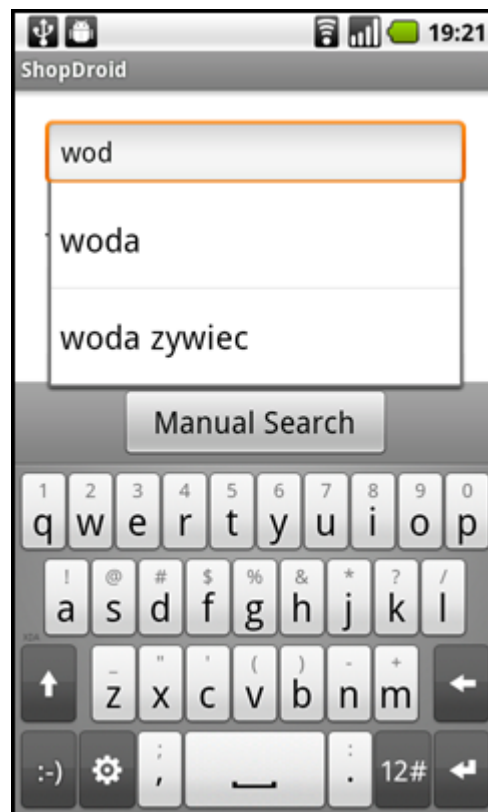 19:21
ShopDroid
wod
woda
woda zywiec
Manual Search
1 2 3 4 5 6 7 8 9 0
q w e r t y u i o p
! @ # $ % & * ? /
a s d f g h j k l
_ " ' ( ) - +
z x c v b n m
; :
:-) , . 12#